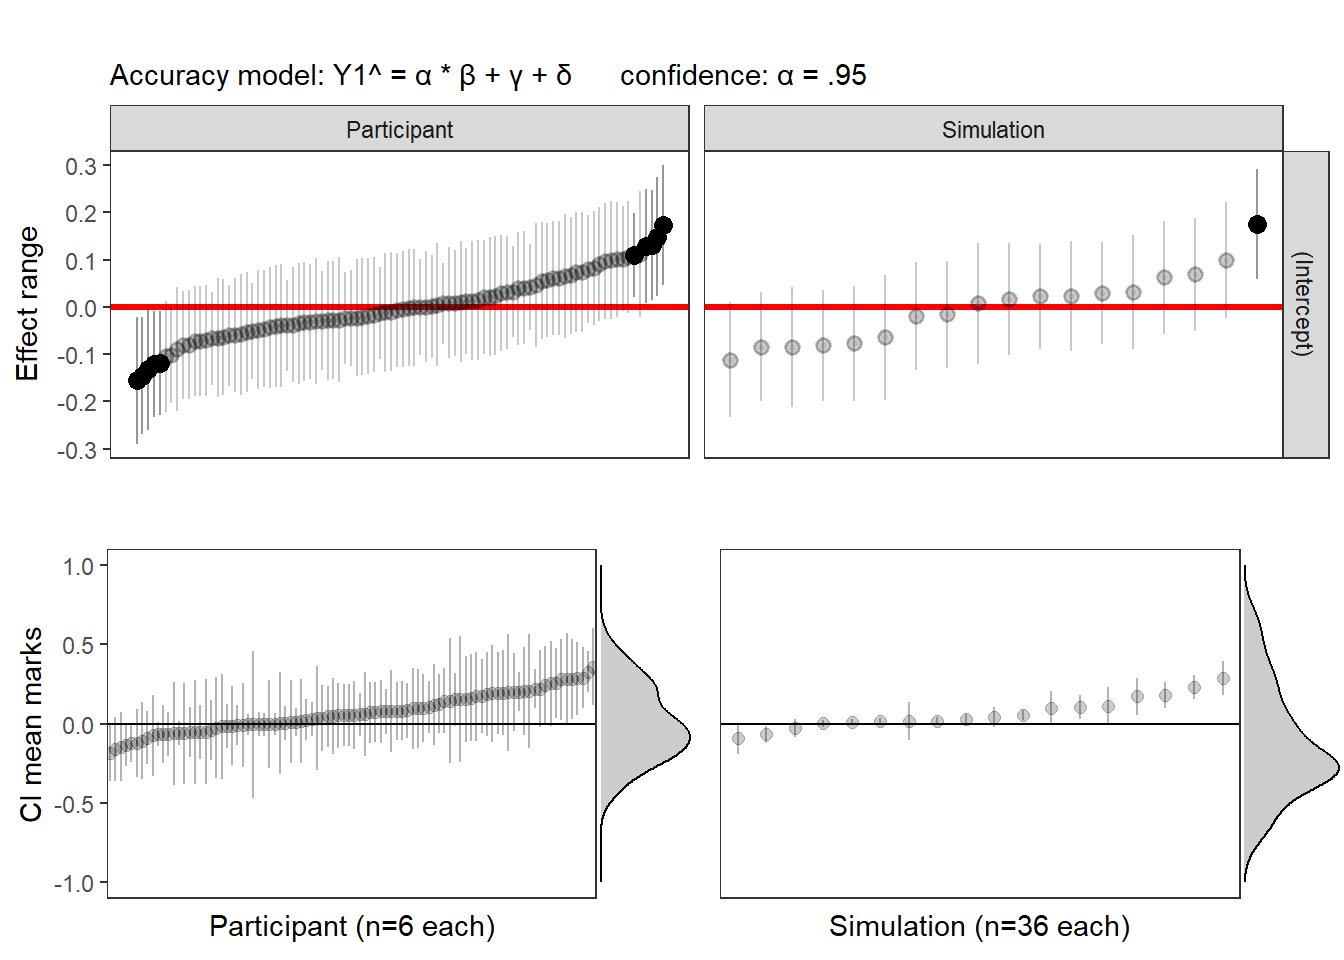 Accuracy model: Y1^ = α * β + γ + δ      confidence: α = .95
Participant
Simulation
Effect range
0.3
0.2
0.1
0.0
-0.1
-0.2
-0.3
(Intercept)
CI mean marks
1.0
0.5
0.0
-0.5
-1.0
Participant (n=6 each)
Simulation (n=36 each)